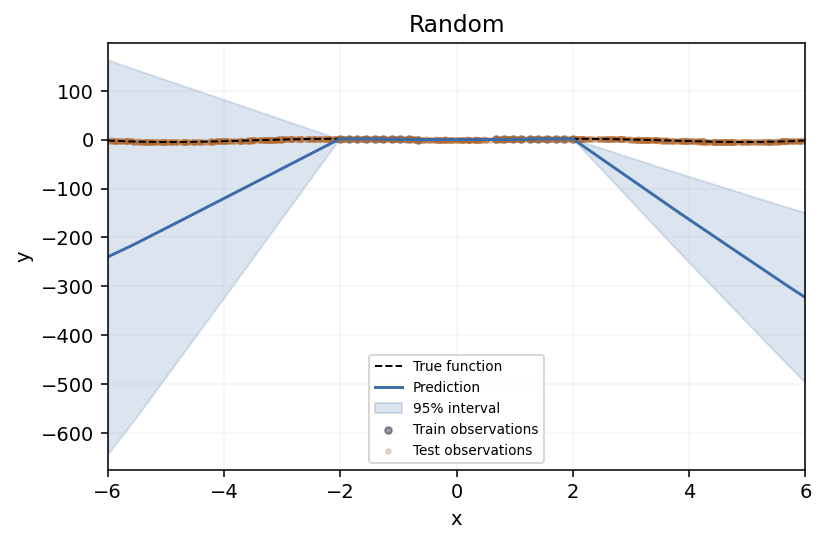 Random
100
0
−100
−200
−300
−400
−500
−600
y
−6
−4
−2
0
2
4
6
x
True function
Prediction
95% interval
Train observations
Test observations